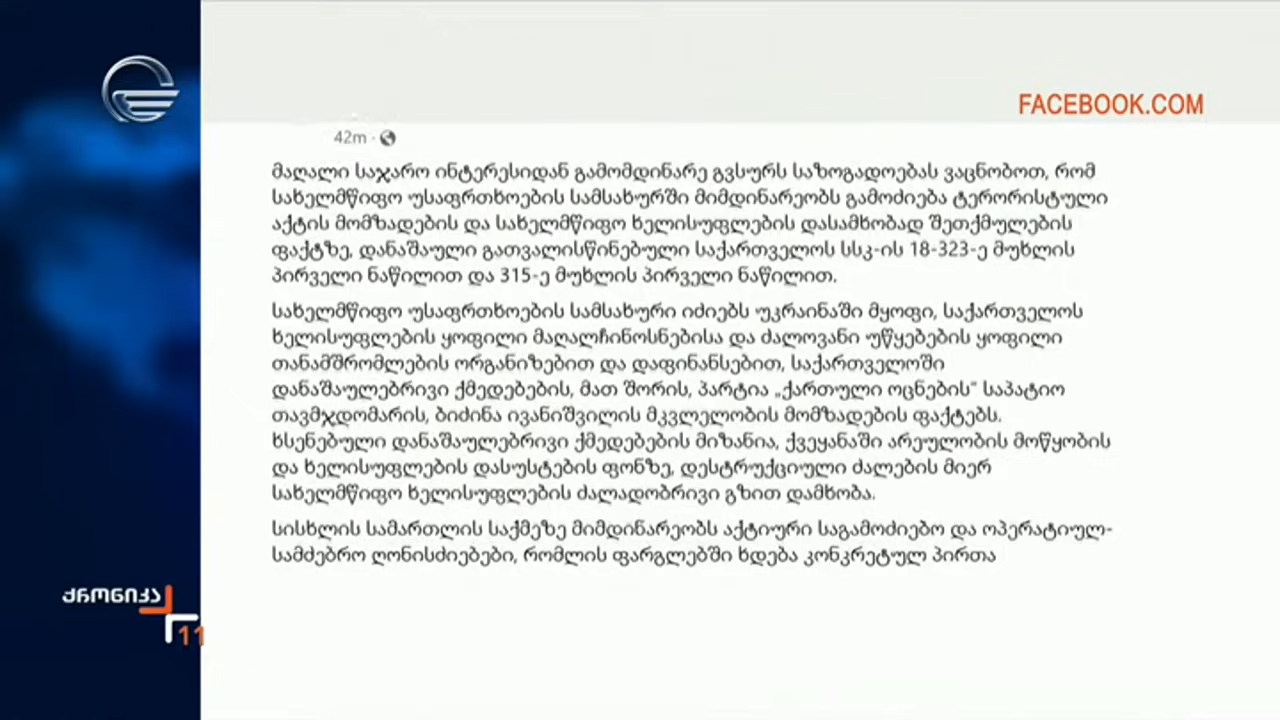 FACEBOOK.COM
42m ·
მაღალი საჯარო ინტერესიდან გამომდინარე გვსურს საზოგადოებას ვაცნობოთ, რომ
სახელმწიფო უსაფრთხოების სამსახურში მიმდინარეობს გამოძიება ტერორისტული
აქტის მომზადების და სახელმწიფო ხელისუფლების დასამხობად შეთქმულების
ფაქტზე, დანაშაული გათვალისწინებული საქართველოს სსკ-ის 18-323-ე მუხლის
პირველი ნაწილით და 315-ე მუხლის პირველი ნაწილით.
სახელმწიფო უსაფრთხოების სამსახური იძიებს უკრაინაში მყოფი, საქართველოს
ხელისუფლების ყოფილი მაღალჩინოსნებისა და ძალოვანი უწყებების ყოფილი
თანამშრომლების ორგანიზებით და დაფინანსებით, საქართველოში
დანაშაულებრივი ქმედებების, მათ შორის, პარტია „ქართული ოცნების“ საპატიო
თავმჯდომარის, ბიძინა ივანიშვილის მკვლელობის მომზადების ფაქტებს.
ხსენებული დანაშაულებრივი ქმედებების მიზანია, ქვეყანაში არეულობის მოწყობის
და ხელისუფლების დასუსტების ფონზე, დესტრუქციული ძალების მიერ
სახელმწიფო ხელისუფლების ძალადობრივი გზით დამხობა.
სისხლის სამართლის საქმეზე მიმდინარეობს აქტიური საგამოძიებო და ოპერატიულ-
სამძებრო ღონისძიებები, რომლის ფარგლებში ხდება კონკრეტულ პირთა
ქრონიკა
11